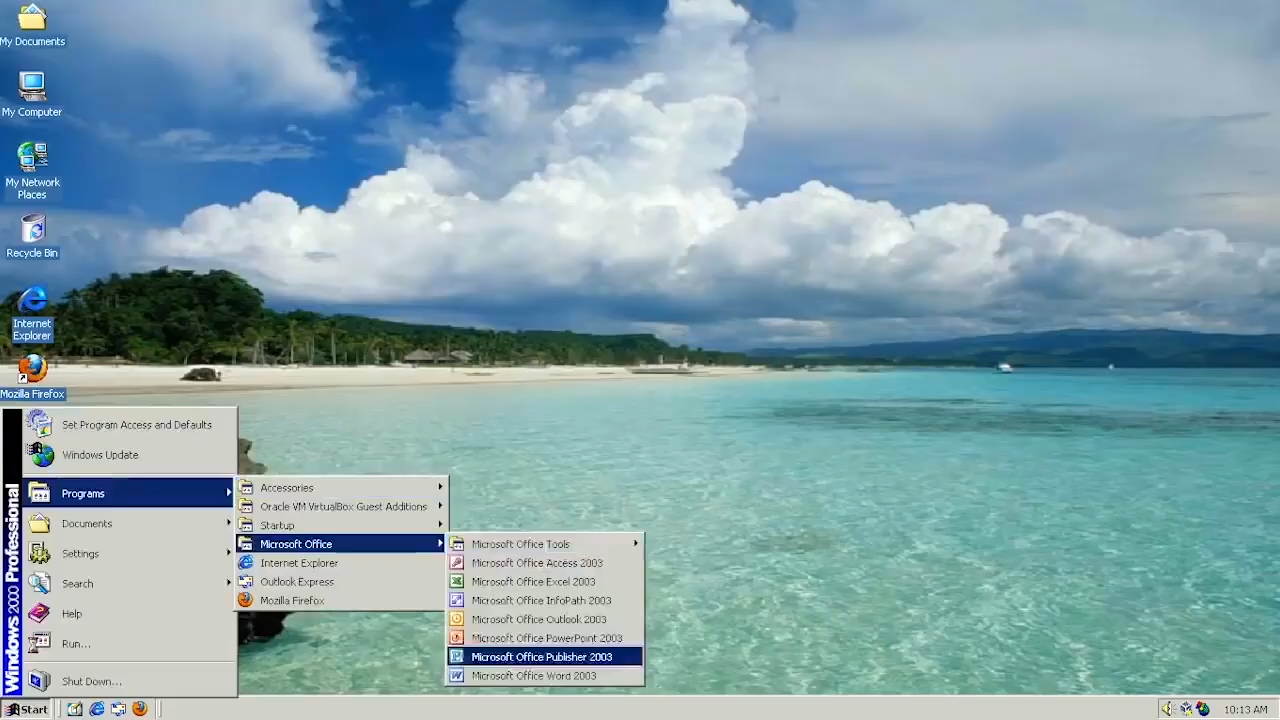 My Documents
My Computer
My Network
Places
Recycle Bin
Internet
Explorer
Mozilla Firefox
Windows 2000 Professional
Set Program Access and Defaults
Windows Update
Programs
Documents
Settings
Search
Help
Run...
Shut Down...
Accessories
Oracle VM VirtualBox Guest Additions
Startup
Microsoft Office
Internet Explorer
Outlook Express
Mozilla Firefox
Microsoft Office Tools
Microsoft Office Access 2003
Microsoft Office Excel 2003
Microsoft Office InfoPath 2003
Microsoft Office Outlook 2003
Microsoft Office PowerPoint 2003
Microsoft Office Publisher 2003
Microsoft Office Word 2003
Start
10:13 AM